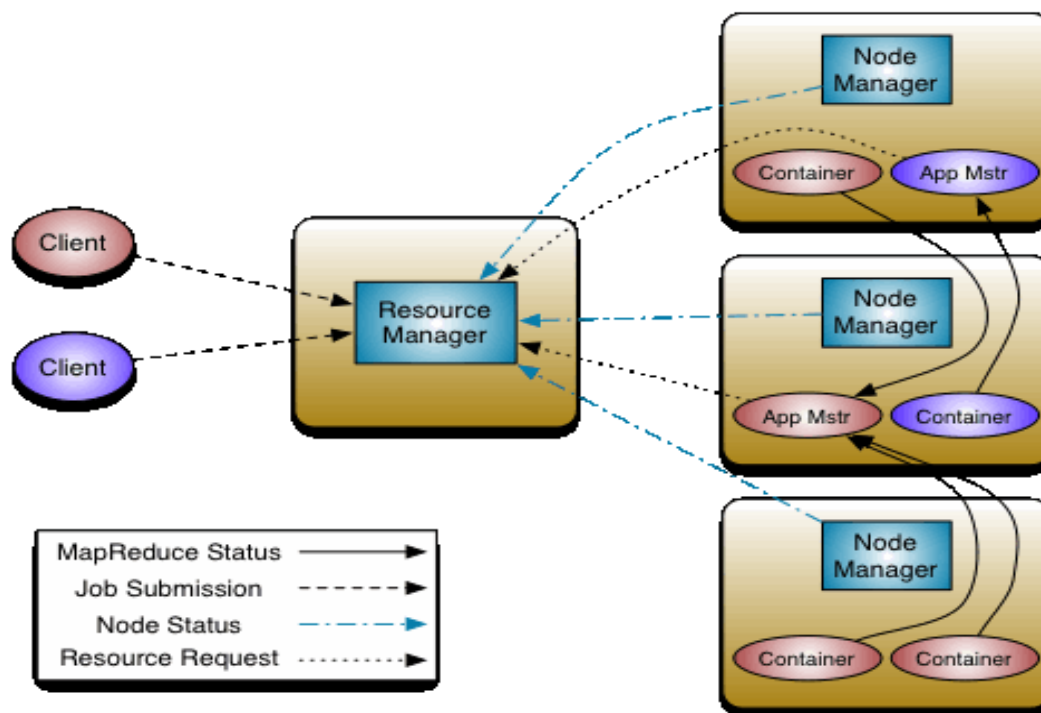 Node
Manager
Container
App Mstr
Client
Client
Resource
Manager
Node
Manager
App Mstr
Container
Node
Manager
Container
Container
MapReduce Status
Job Submission
Node Status
Resource Request